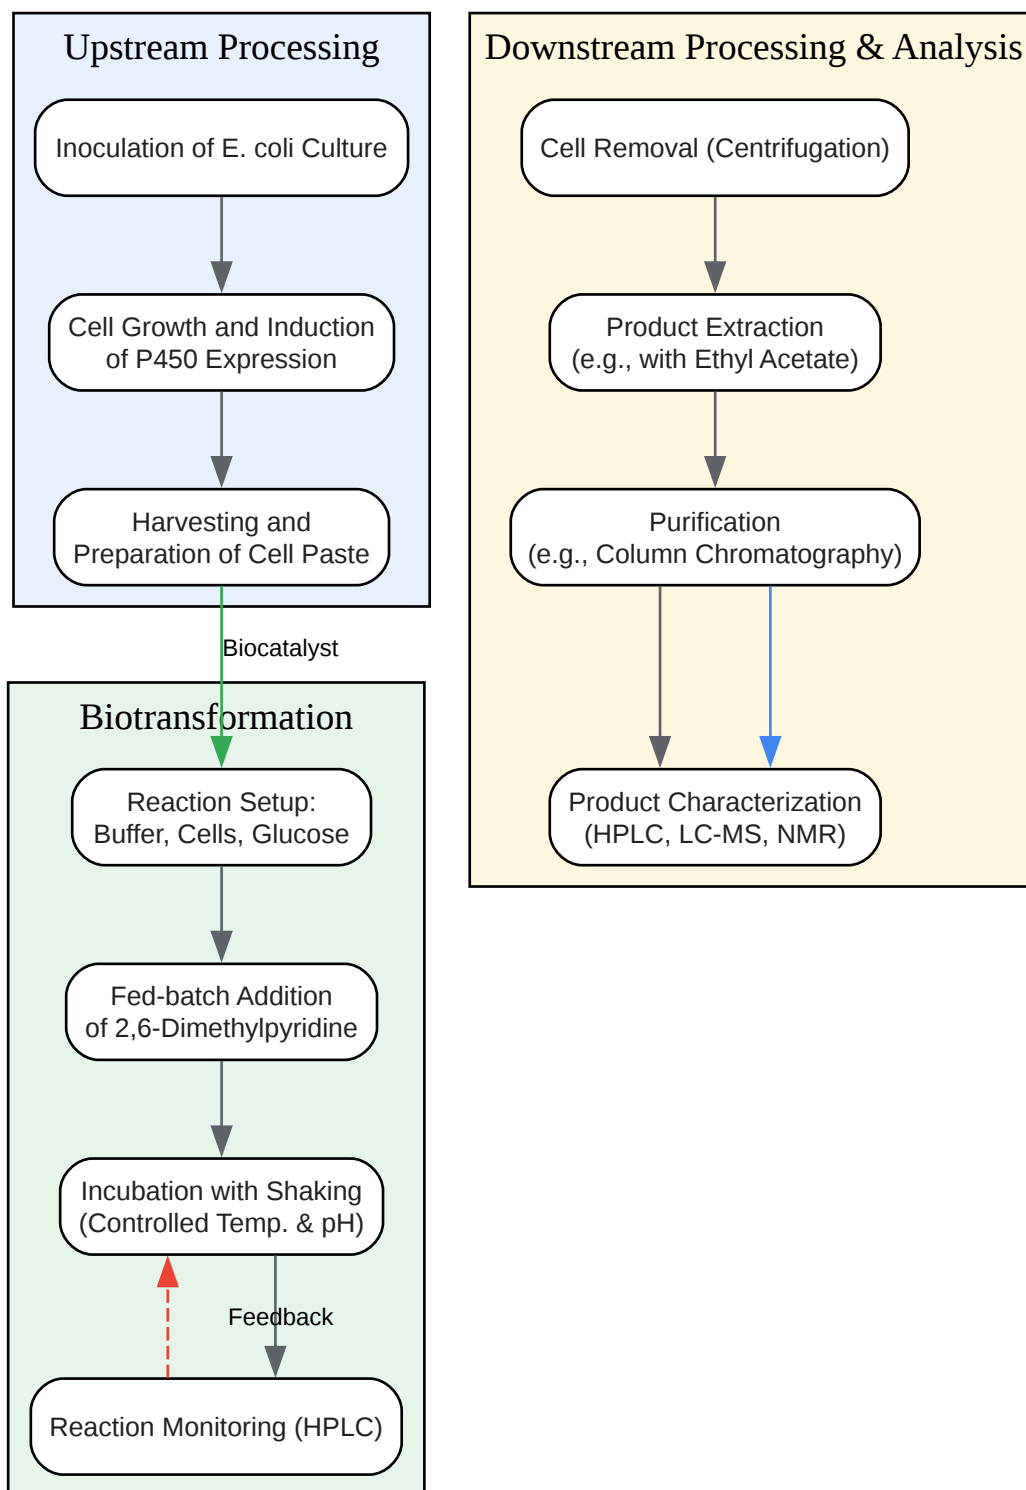 Upstream Processing
Inoculation of E. coli Culture
Cell Growth and Induction
of P450 Expression
Harvesting and
Preparation of Cell Paste
Biocatalyst
Biotransformation
Reaction Setup:
Buffer, Cells, Glucose
Fed-batch Addition
of 2,6-Dimethylpyridine
Incubation with Shaking
(Controlled Temp. & pH)
Feedback
Reaction Monitoring (HPLC)
Downstream Processing & Analysis
Cell Removal (Centrifugation)
Product Extraction
(e.g., with Ethyl Acetate)
Purification
(e.g., Column Chromatography)
Product Characterization
(HPLC, LC-MS, NMR)